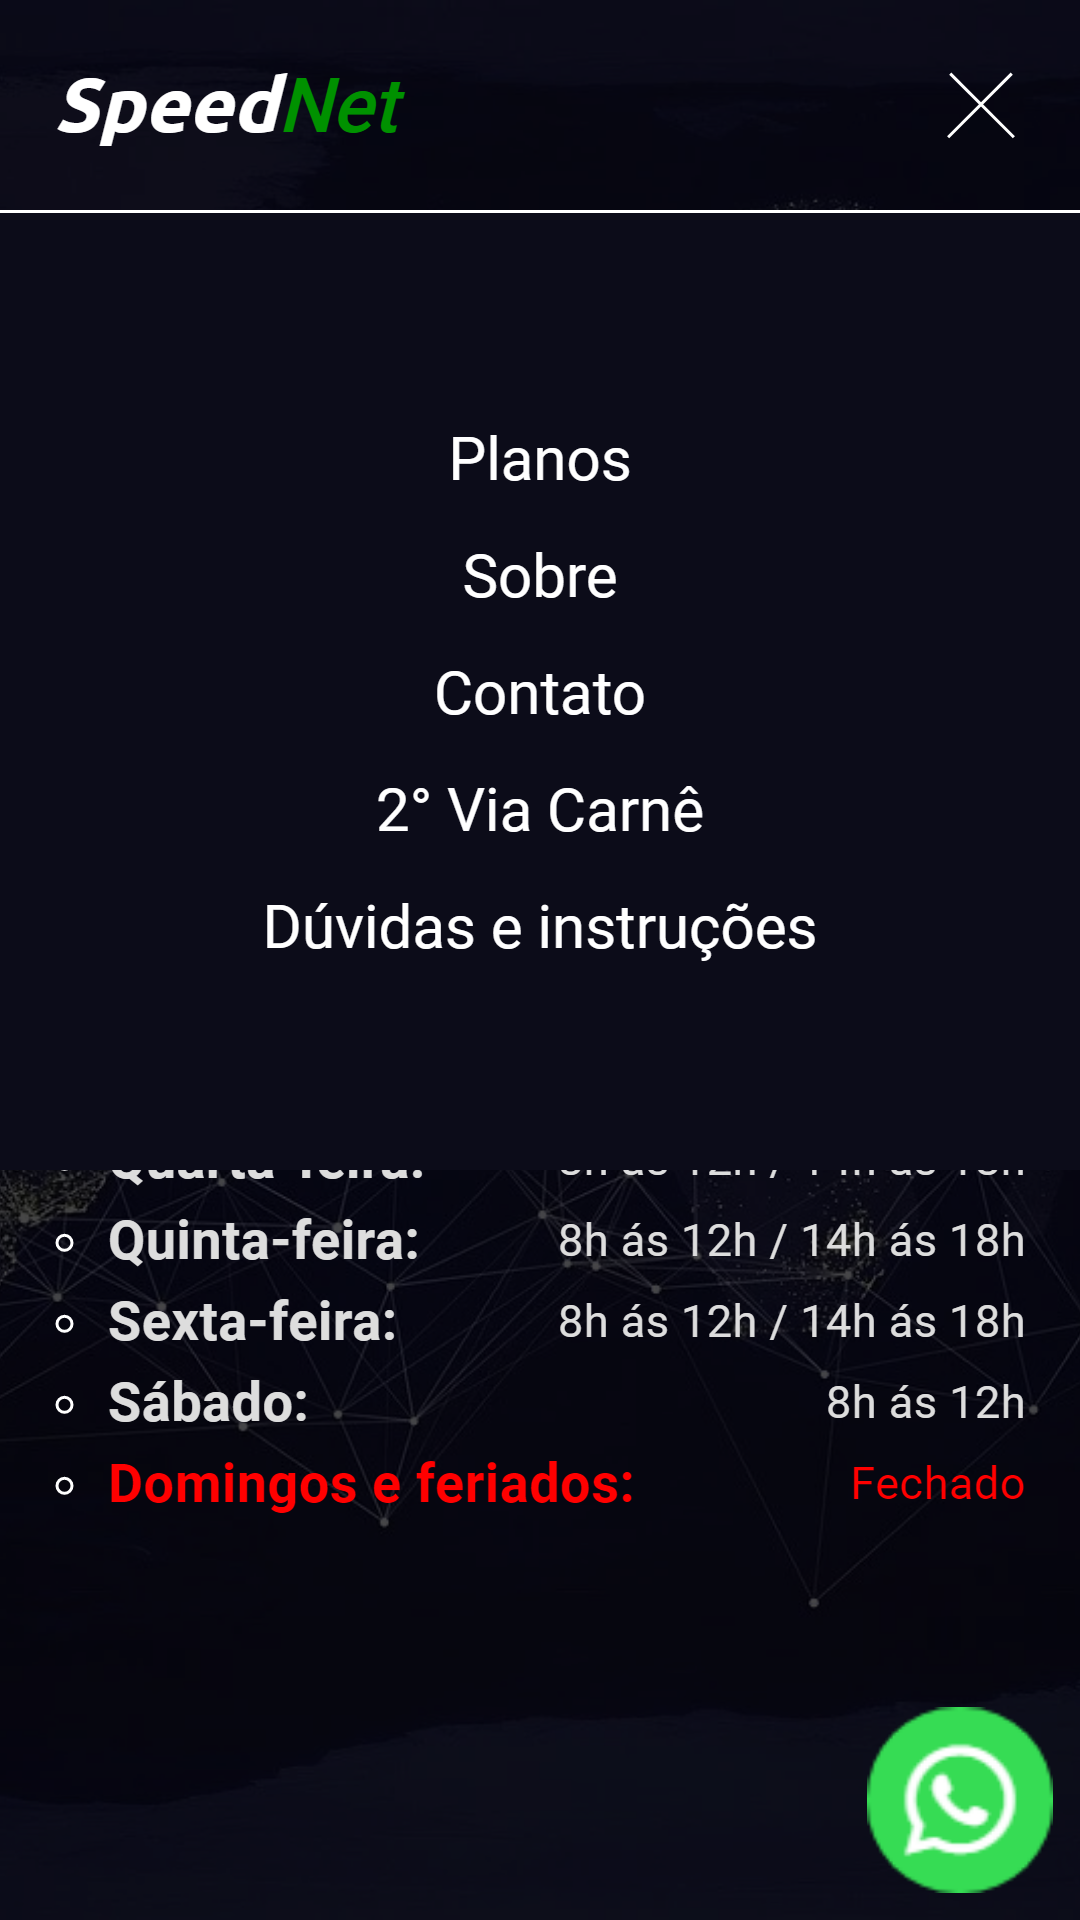 SpeedNet
Planos
Sobre
Contato
2° Via Carnê
Dúvidas e instruções
Quinta-feira: 8h ás 12h / 14h ás 18h
Sexta-feira: 8h ás 12h / 14h ás 18h
Sábado: 8h ás 12h
Domingos e feriados: Fechado